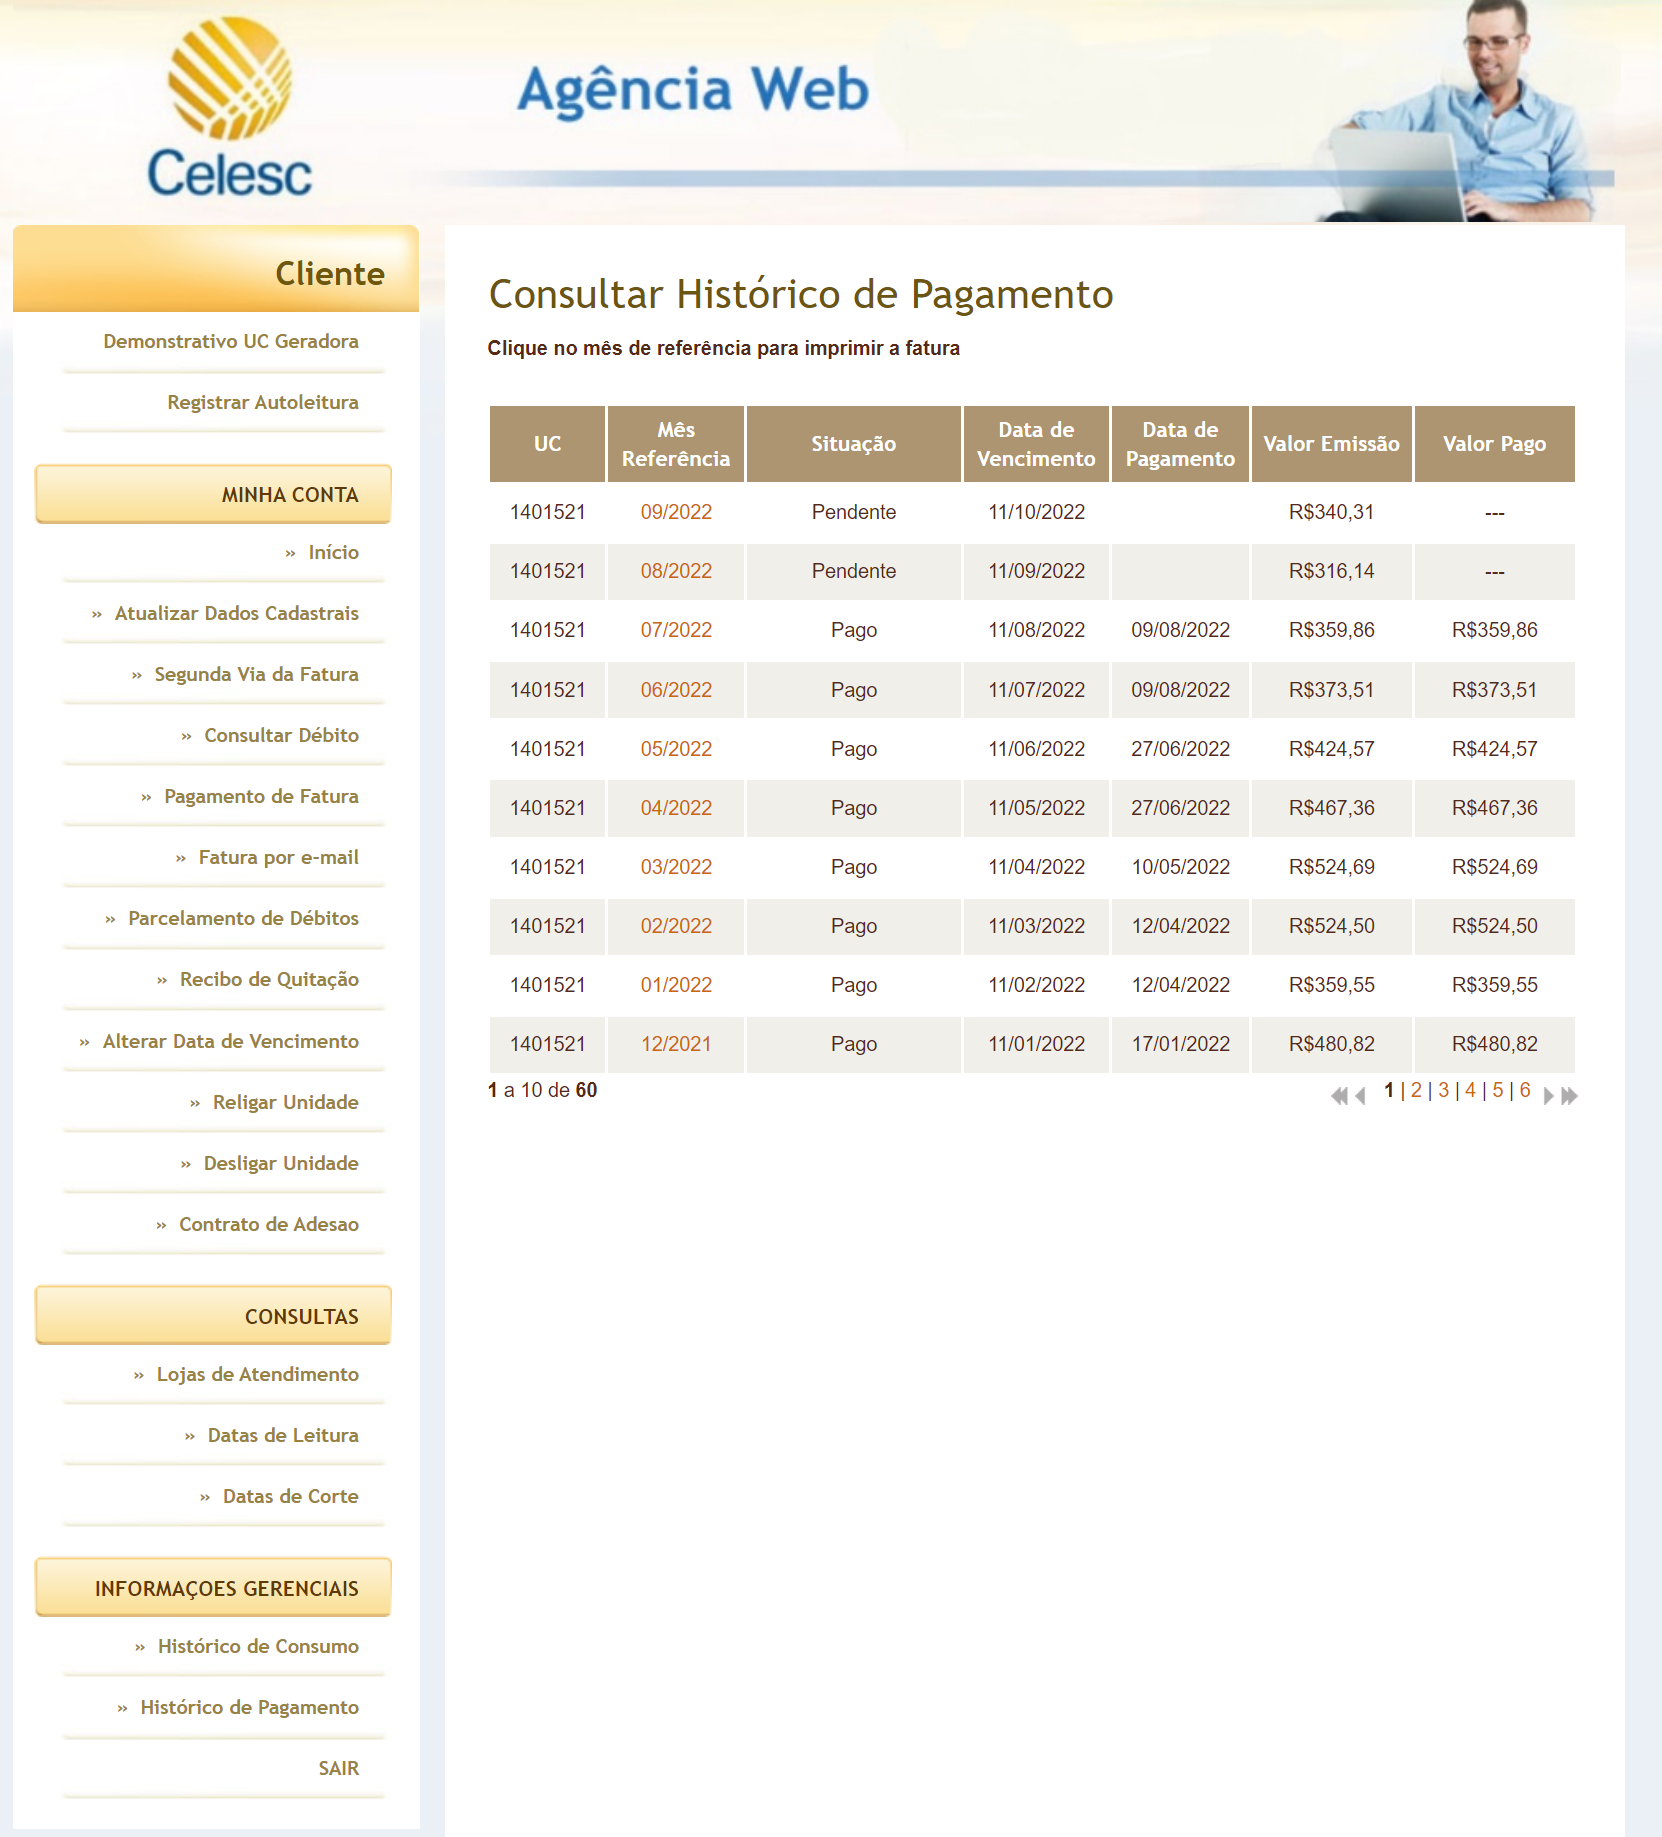 Celesc
Agência Web
Cliente
Demonstrativo UC Geradora
Registrar Autoleitura
MINHA CONTA
» Início
» Atualizar Dados Cadastrais
» Segunda Via da Fatura
» Consultar Débito
» Pagamento de Fatura
» Fatura por e-mail
» Parcelamento de Débitos
» Recibo de Quitação
» Alterar Data de Vencimento
» Religar Unidade
» Desligar Unidade
» Contrato de Adesao
CONSULTAS
» Lojas de Atendimento
» Datas de Leitura
» Datas de Corte
INFORMAÇOES GERENCIAIS
» Histórico de Consumo
» Histórico de Pagamento
SAIR
Consultar Histórico de Pagamento
Clique no mês de referência para imprimir a fatura
UC Mês Referência Situação Data de Vencimento Data de Pagamento Valor Emissão Valor Pago
1401521 09/2022 Pendente 11/10/2022 R$340,31 ---
1401521 08/2022 Pendente 11/09/2022 R$316,14 ---
1401521 07/2022 Pago 11/08/2022 09/08/2022 R$359,86 R$359,86
1401521 06/2022 Pago 11/07/2022 09/08/2022 R$373,51 R$373,51
1401521 05/2022 Pago 11/06/2022 27/06/2022 R$424,57 R$424,57
1401521 04/2022 Pago 11/05/2022 27/06/2022 R$467,36 R$467,36
1401521 03/2022 Pago 11/04/2022 10/05/2022 R$524,69 R$524,69
1401521 02/2022 Pago 11/03/2022 12/04/2022 R$524,50 R$524,50
1401521 01/2022 Pago 11/02/2022 12/04/2022 R$359,55 R$359,55
1401521 12/2021 Pago 11/01/2022 17/01/2022 R$480,82 R$480,82
1 a 10 de 60 1 | 2 | 3 | 4 | 5 | 6